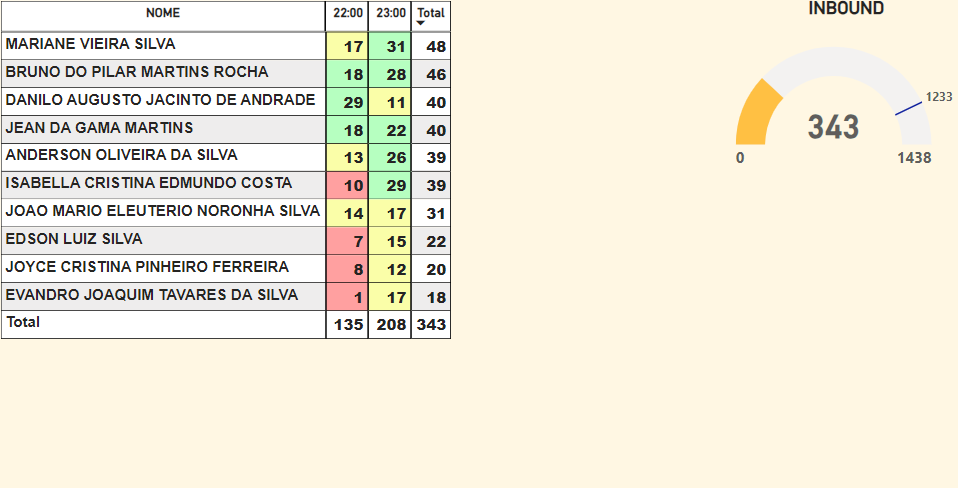 NOME 22:00 23:00 Total
MARIANE VIEIRA SILVA 17 31 48
BRUNO DO PILAR MARTINS ROCHA 18 28 46
DANILO AUGUSTO JACINTO DE ANDRADE 29 11 40
JEAN DA GAMA MARTINS 18 22 40
ANDERSON OLIVEIRA DA SILVA 13 26 39
ISABELLA CRISTINA EDMUNDO COSTA 10 29 39
JOAO MARIO ELEUTERIO NORONHA SILVA 14 17 31
EDSON LUIZ SILVA 7 15 22
JOYCE CRISTINA PINHEIRO FERREIRA 8 12 20
EVANDRO JOAQUIM TAVARES DA SILVA 1 17 18
Total 135 208 343
INBOUND
1233
343
0 1438